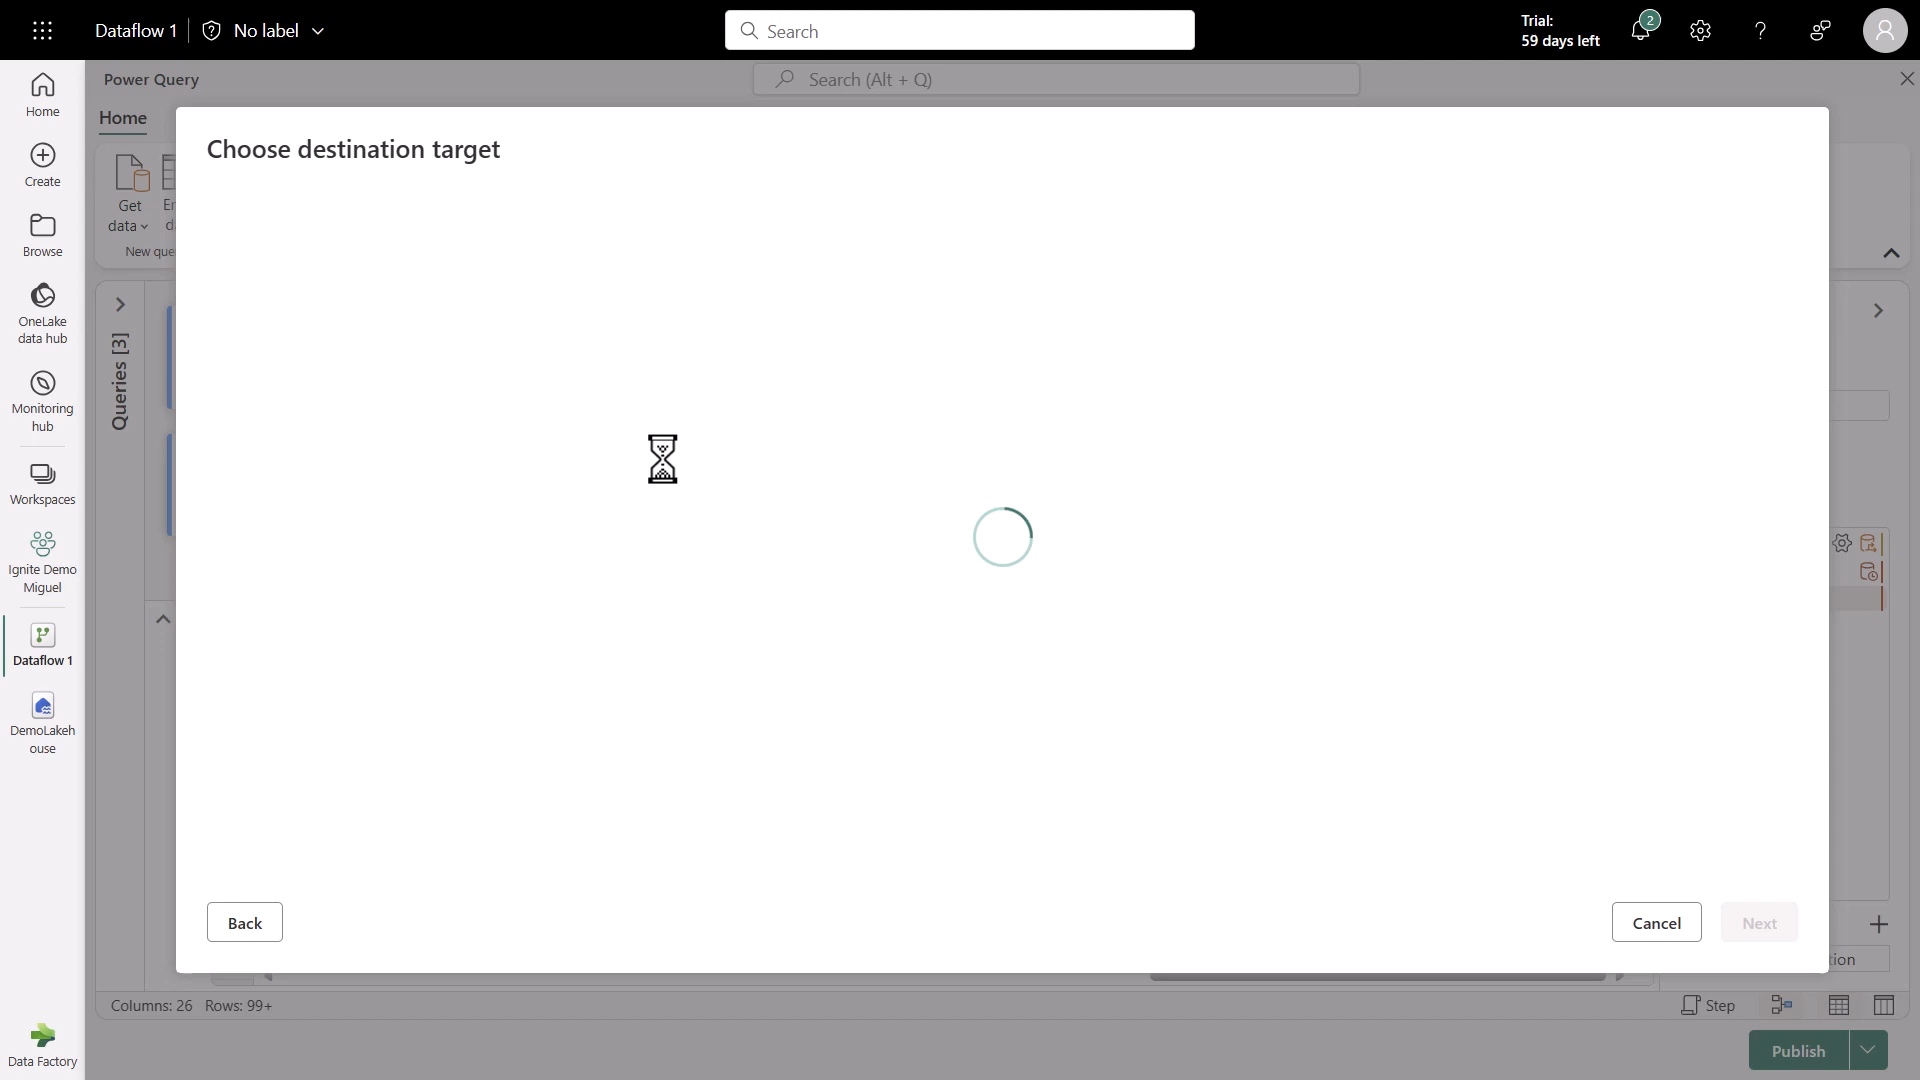 Dataflow 1
No label
Search
Trial:
59 days left
2
Power Query
Search (Alt + Q)
Home
Home
Create
Browse
OneLake
data hub
Monitoring
hub
Workspaces
Ignite Demo
Miguel
Dataflow 1
DemoLakeh
ouse
Data Factory
Get
data
En
d
New que
Queries [3]
Choose destination target
Back
Cancel
Next
tion
Columns: 26 Rows: 99+
Step
Publish